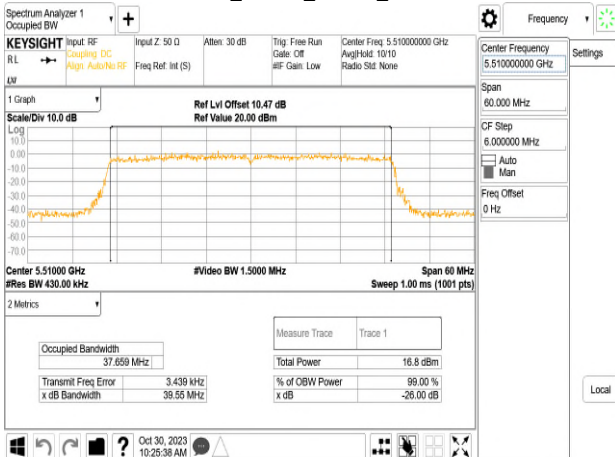 Spectrum Analyzer 1
Occupied BW
Frequency
KEYSIGHT
RL
Input: RF
Coupling: DC
Align: Auto/No RF
Input Z: 50 Ω
Freq Ref: Int (S)
Atten: 30 dB
Trig: Free Run
Gate: Off
#IF Gain: Low
Center Freq: 5.510000000 GHz
Avg|Hold: 10/10
Radio Std: None
Center Frequency
5.510000000 GHz
Settings
Span
60.000 MHz
CF Step
6.000000 MHz
Auto
Man
Freq Offset
0 Hz
Local
1 Graph
Scale/Div 10.0 dB
Ref Lvl Offset 10.47 dB
Ref Value 20.00 dBm
Log
10.0
0.00
-10.0
-20.0
-30.0
-40.0
-50.0
-60.0
-70.0
Center 5.51000 GHz
#Video BW 1.5000 MHz
Span 60 MHz
#Res BW 430.00 kHz
Sweep 1.00 ms (1001 pts)
2 Metrics
Measure Trace
Trace 1
Occupied Bandwidth
37.659 MHz
Total Power
16.8 dBm
Transmit Freq Error
3.439 kHz
% of OBW Power
99.00 %
x dB Bandwidth
39.55 MHz
x dB
-26.00 dB
?
Oct 30, 2023
10:25:38 AM